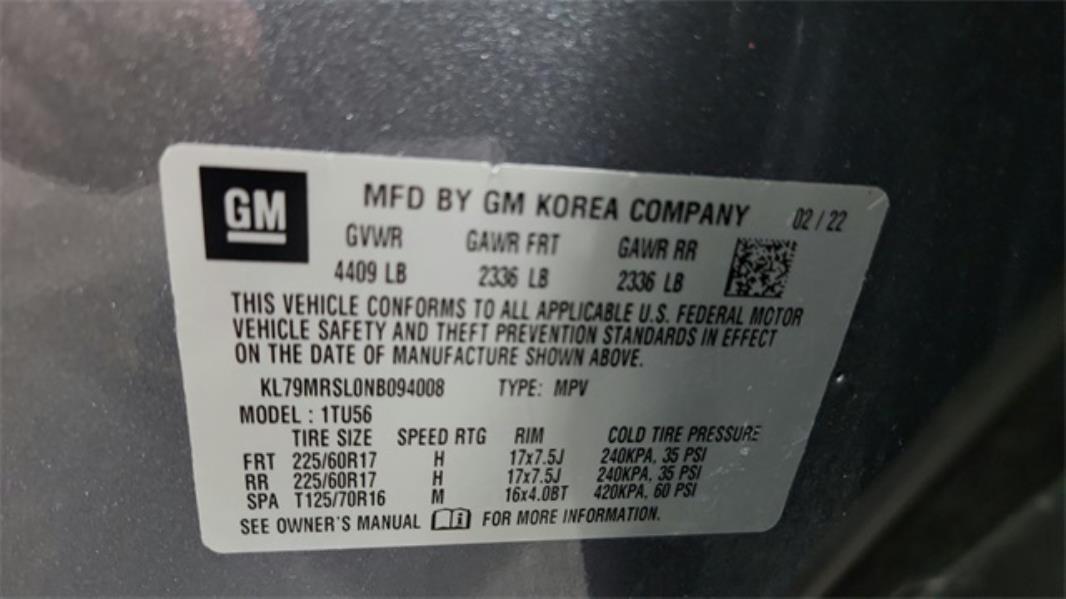 GM MFD BY GM KOREA COMPANY 02 / 22
GVWR GAWR FRT GAWR RR
4409 LB 2336 LB 2336 LB
THIS VEHICLE CONFORMS TO ALL APPLICABLE U.S. FEDERAL MOTOR
VEHICLE SAFETY AND THEFT PREVENTION STANDARDS IN EFFECT
ON THE DATE OF MANUFACTURE SHOWN ABOVE.
KL79MRSL0NB094008 TYPE: MPV
MODEL : 1TU56
TIRE SIZE SPEED RTG RIM COLD TIRE PRESSURE
FRT 225/60R17 H 17x7.5J 240KPA, 35 PSI
RR 225/60R17 H 17x7.5J 240KPA, 35 PSI
SPA T125/70R16 M 16x4.0BT 420KPA, 60 PSI
SEE OWNER'S MANUAL FOR MORE INFORMATION.